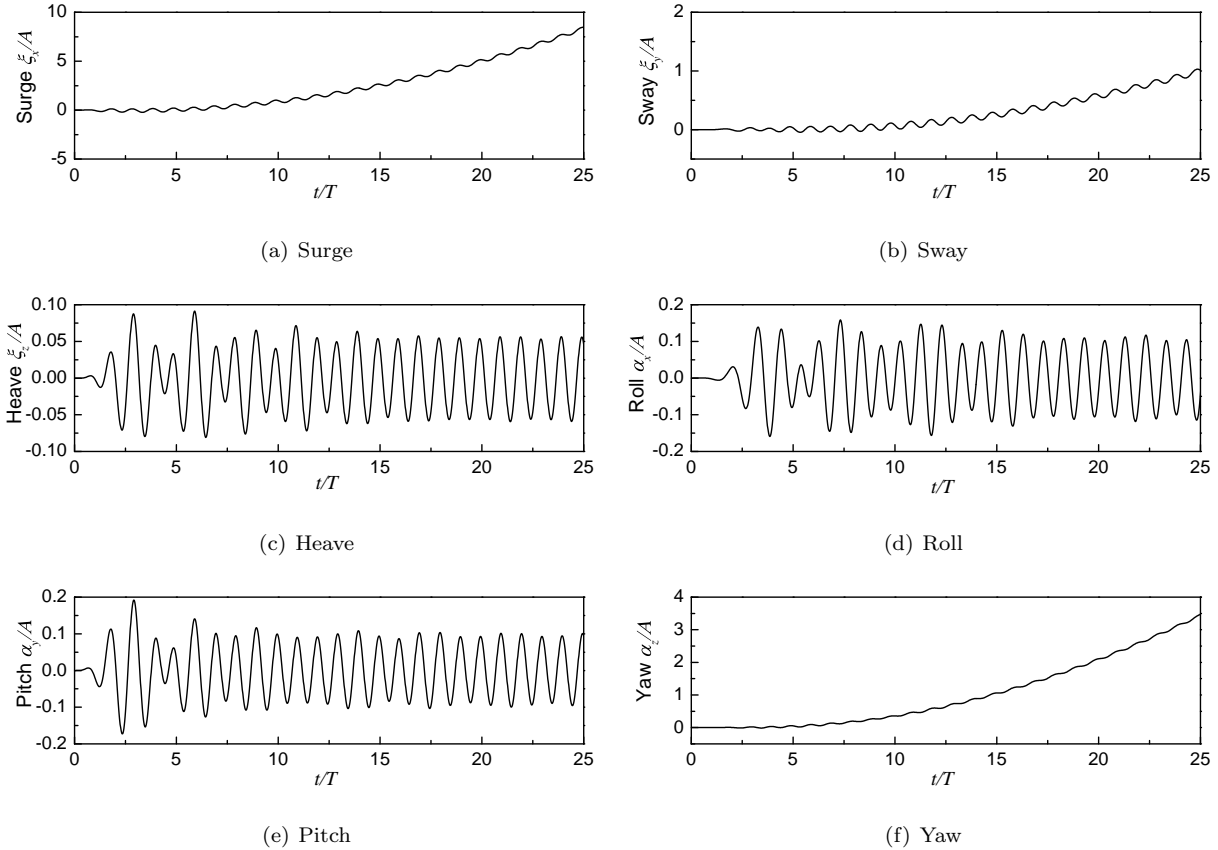 10
5
0
-5
Surge ξx/A
0 5 10 15 20 25
t/T
(a) Surge
2
1
0
Sway ξy/A
0 5 10 15 20 25
t/T
(b) Sway
0.10
0.05
0.00
-0.05
-0.10
Heave ξz/A
0 5 10 15 20 25
t/T
(c) Heave
0.2
0.1
0.0
-0.1
-0.2
Roll αx/A
0 5 10 15 20 25
t/T
(d) Roll
0.2
0.1
0.0
-0.1
-0.2
Pitch αy/A
0 5 10 15 20 25
t/T
(e) Pitch
4
3
2
1
0
Yaw αz/A
0 5 10 15 20 25
t/T
(f) Yaw